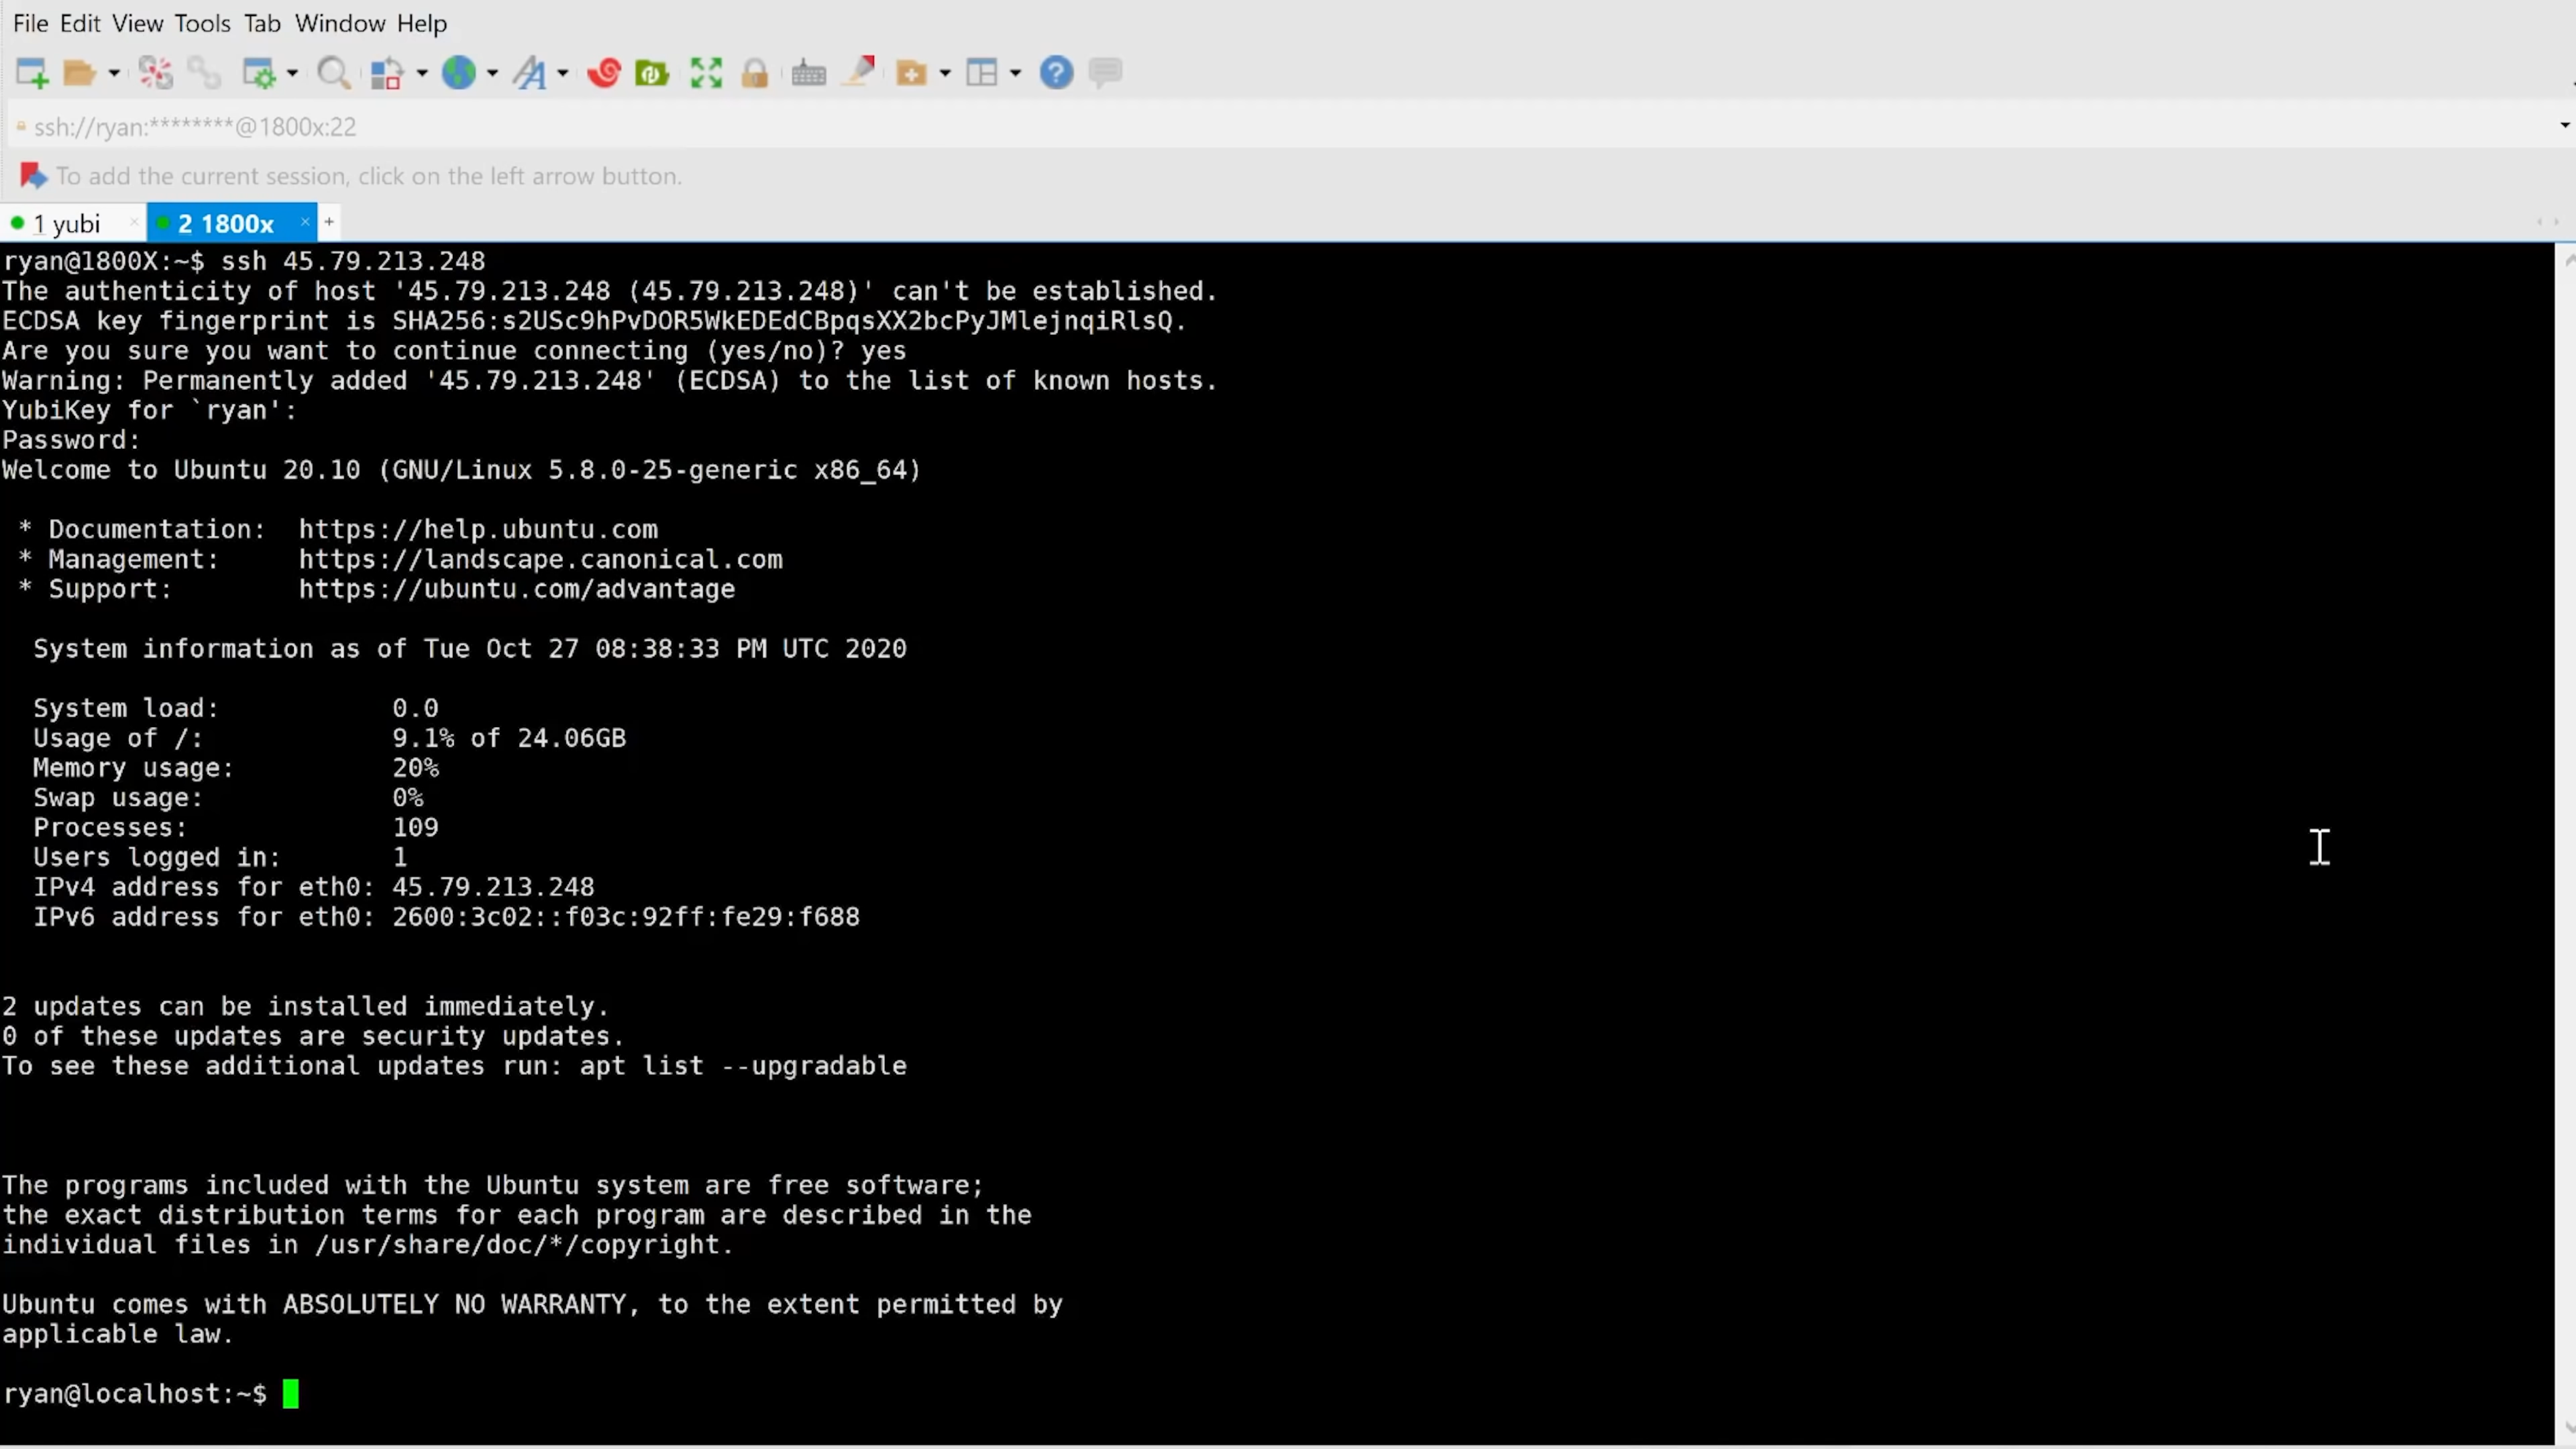 File Edit View Tools Tab Window Help
ssh://ryan:********@1800x:22
To add the current session, click on the left arrow button.
1 yubi × 2 1800x × +
ryan@1800X:~$ ssh 45.79.213.248
The authenticity of host '45.79.213.248 (45.79.213.248)' can't be established.
ECDSA key fingerprint is SHA256:s2USc9hPvDOR5WkEDEdCBpqsXX2bcPyJMlejnqiRlsQ.
Are you sure you want to continue connecting (yes/no)? yes
Warning: Permanently added '45.79.213.248' (ECDSA) to the list of known hosts.
YubiKey for `ryan':
Password:
Welcome to Ubuntu 20.10 (GNU/Linux 5.8.0-25-generic x86_64)
* Documentation:  https://help.ubuntu.com
* Management:     https://landscape.canonical.com
* Support:        https://ubuntu.com/advantage
System information as of Tue Oct 27 08:38:33 PM UTC 2020
System load:           0.0
Usage of /:            9.1% of 24.06GB
Memory usage:          20%
Swap usage:            0%
Processes:             109
Users logged in:       1
IPv4 address for eth0: 45.79.213.248
IPv6 address for eth0: 2600:3c02::f03c:92ff:fe29:f688
2 updates can be installed immediately.
0 of these updates are security updates.
To see these additional updates run: apt list --upgradable
The programs included with the Ubuntu system are free software;
the exact distribution terms for each program are described in the
individual files in /usr/share/doc/*/copyright.
Ubuntu comes with ABSOLUTELY NO WARRANTY, to the extent permitted by
applicable law.
ryan@localhost:~$